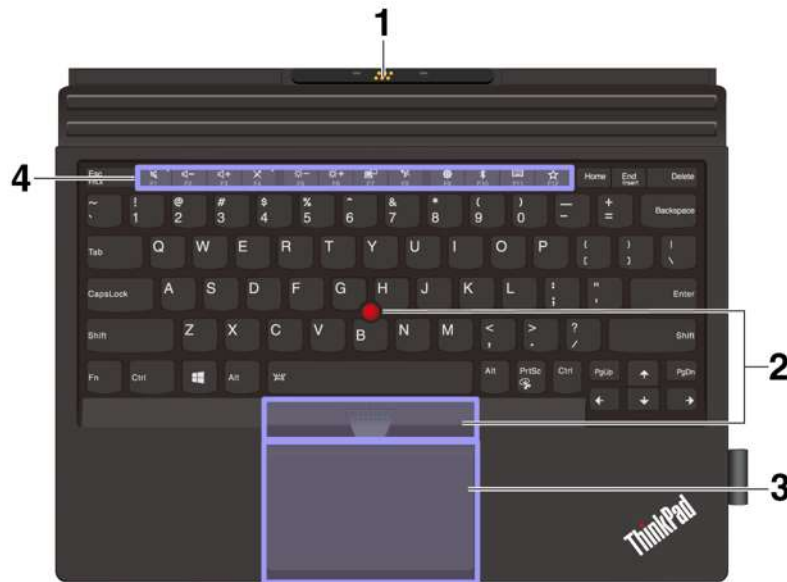 1
4
Esc
FnLk
F1 F2 F3 F4 F5 F6 F7 F8 F9 F10 F11 F12
Home End Insert Delete
~ ` ! 1 @ 2 # 3 $ 4 % 5 ^ 6 & 7 * 8 ( 9 ) 0 — - + = Backspace
Tab Q W E R T Y U I O P { [ } ] | \
CapsLock A S D F G H J K L : ; " ' Enter
Shift Z X C V B N M < , > . ? / Shift
Fn Ctrl Alt Alt PrtSc Ctrl PgUp PgDn
2
3
ThinkPad